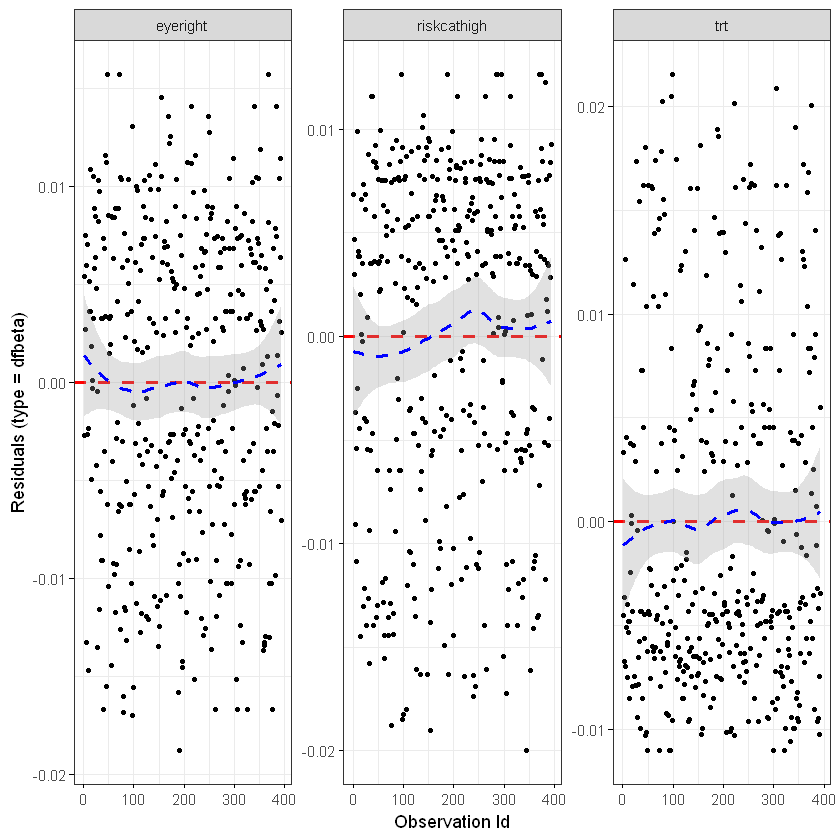 eyeright riskcathigh trt
0.02
0.01 0.01
0.01
0.00 0.00
0.00
-0.01 -0.01
-0.01
-0.02 -0.02
0 100 200 300 400 0 100 200 300 400 0 100 200 300 400
Observation Id
Residuals (type = dfbeta)